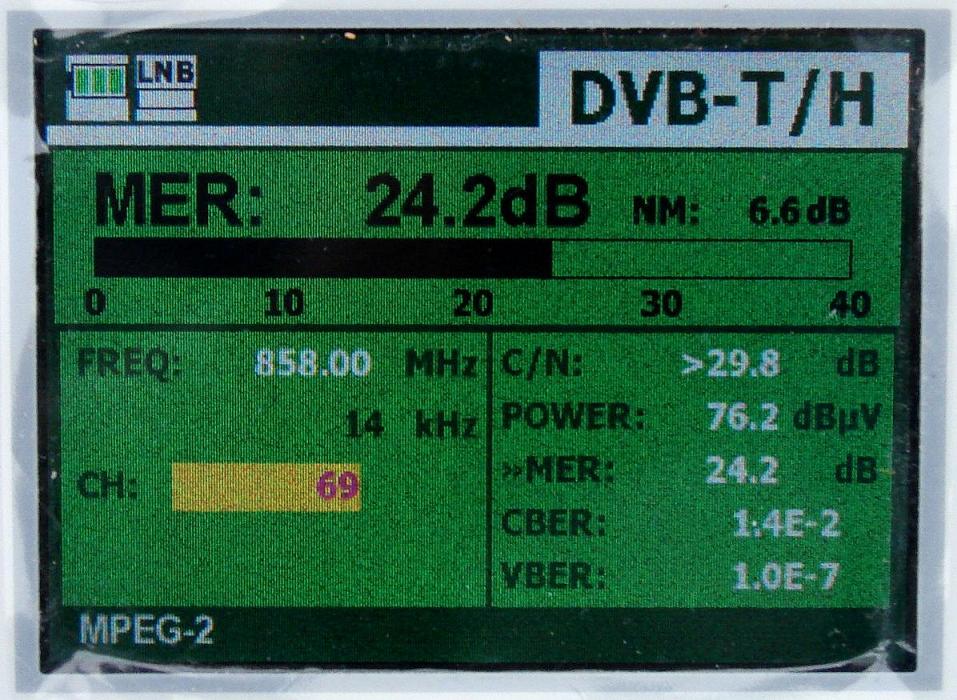 LNB
DVB-T/H
MER: 24.2dB NM: 6.6dB
0 10 20 30 40
FREQ: 858.00 MHz
14 kHz
CH: 69
C/N: >29.8 dB
POWER: 76.2 dBµV
»MER: 24.2 dB
CBER: 1.4E-2
VBER: 1.0E-7
MPEG-2